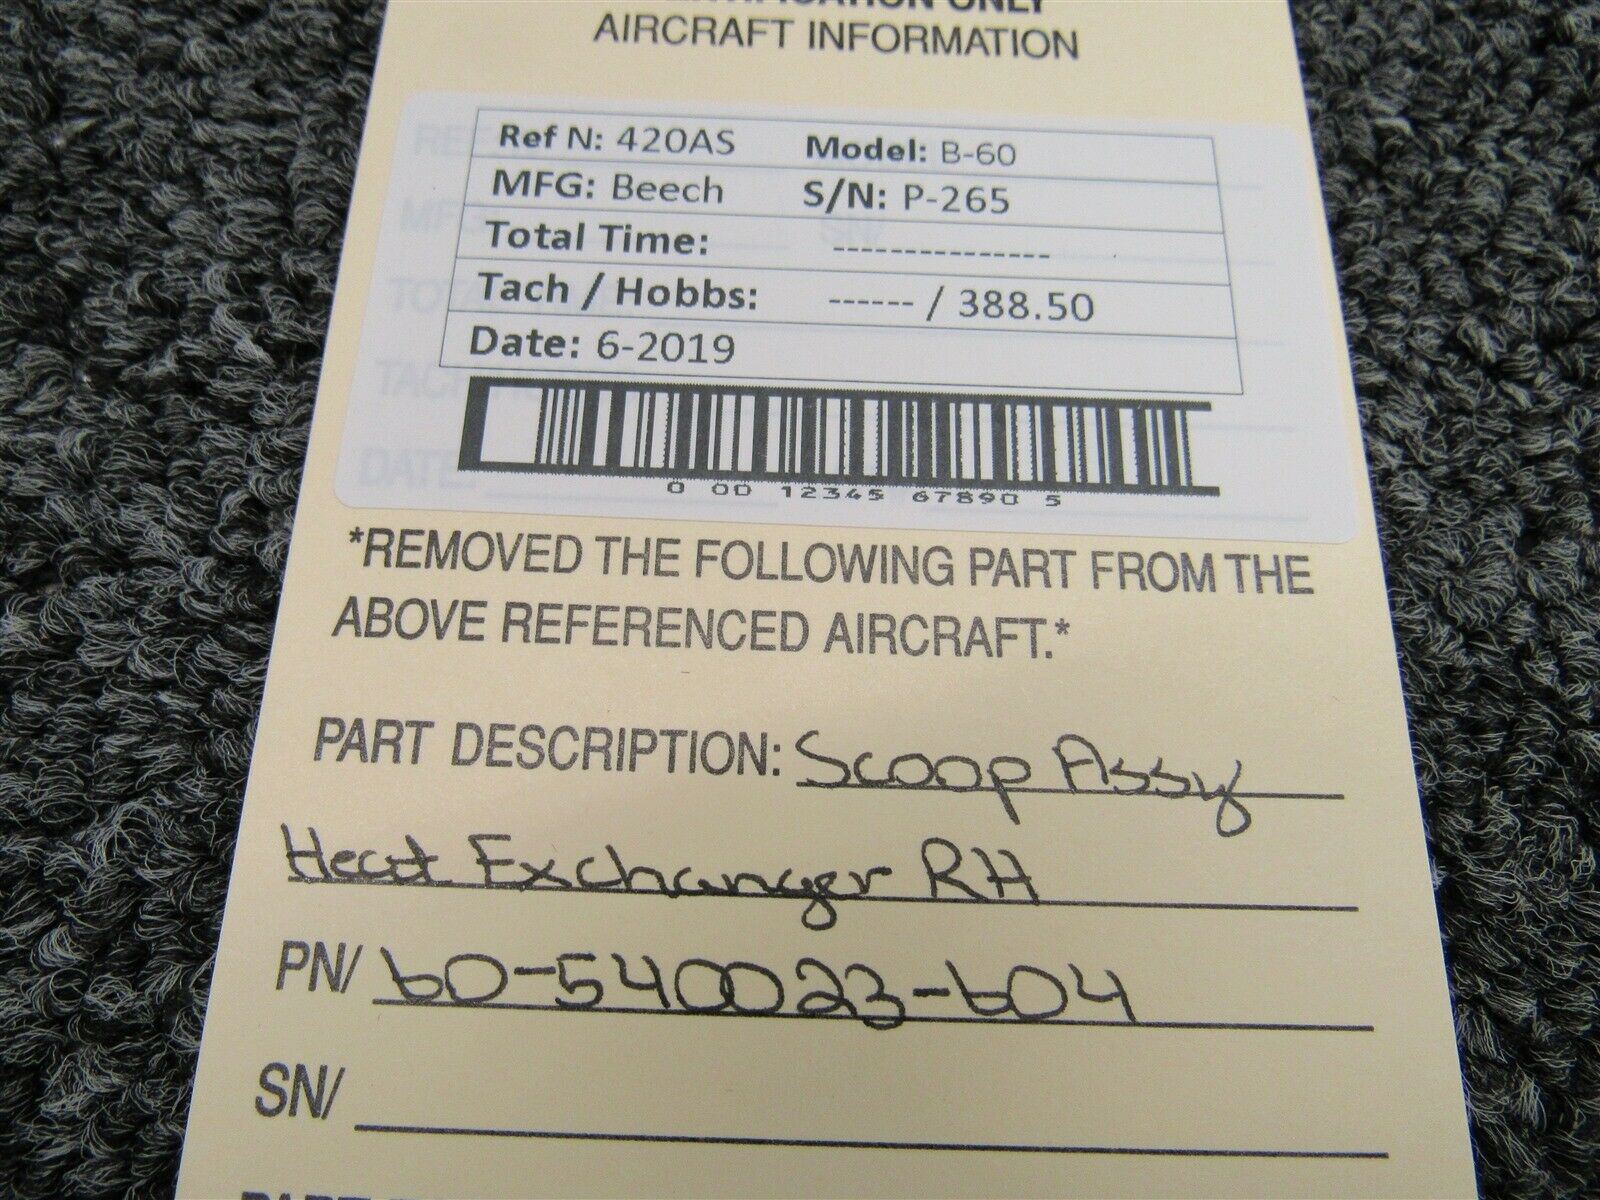 AIRCRAFT INFORMATION
Ref N: 420AS Model: B-60
MFG: Beech S/N: P-265
Total Time: ---------------
Tach / Hobbs: ------ / 388.50
Date: 6-2019
0 00 12345 67890 5
*REMOVED THE FOLLOWING PART FROM THE
ABOVE REFERENCED AIRCRAFT.*
PART DESCRIPTION: Scoop Assy
Heat Exchanger RH
PN/ 60-540023-604
SN/